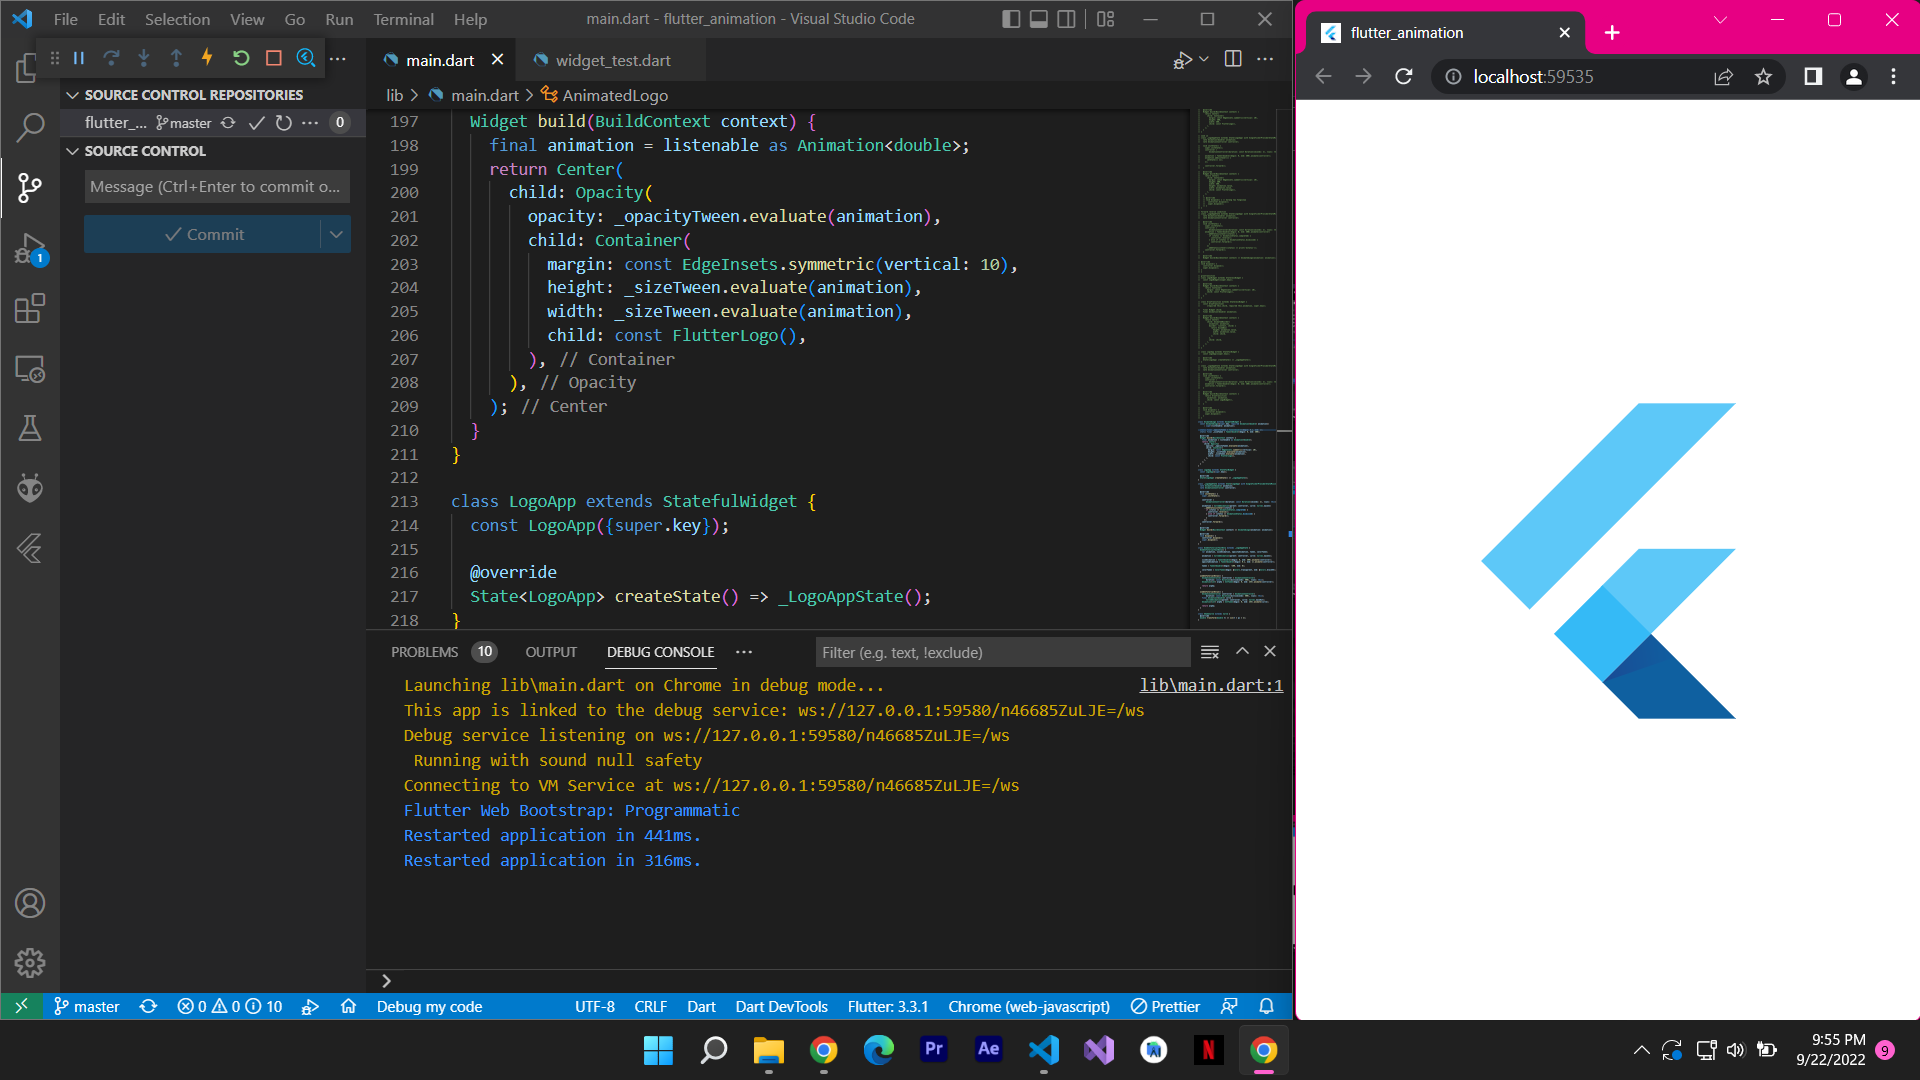 File Edit Selection View Go Run Terminal Help
main.dart - flutter_animation - Visual Studio Code
main.dart
widget_test.dart
lib > main.dart > AnimatedLogo
SOURCE CONTROL REPOSITORIES
flutter_... master 0
SOURCE CONTROL
Message (Ctrl+Enter to commit o...
Commit
1
197 Widget build(BuildContext context) {
198 final animation = listenable as Animation<double>;
199 return Center(
200 child: Opacity(
201 opacity: _opacityTween.evaluate(animation),
202 child: Container(
203 margin: const EdgeInsets.symmetric(vertical: 10),
204 height: _sizeTween.evaluate(animation),
205 width: _sizeTween.evaluate(animation),
206 child: const FlutterLogo(),
207 ), // Container
208 ), // Opacity
209 ); // Center
210 }
211 }
212
213 class LogoApp extends StatefulWidget {
214 const LogoApp({super.key});
215
216 @override
217 State<LogoApp> createState() => _LogoAppState();
218 }
PROBLEMS 10 OUTPUT DEBUG CONSOLE ...
Filter (e.g. text, !exclude)
Launching lib\main.dart on Chrome in debug mode... lib\main.dart:1
This app is linked to the debug service: ws://127.0.0.1:59580/n46685ZuLJE=/ws
Debug service listening on ws://127.0.0.1:59580/n46685ZuLJE=/ws
Running with sound null safety
Connecting to VM Service at ws://127.0.0.1:59580/n46685ZuLJE=/ws
Flutter Web Bootstrap: Programmatic
Restarted application in 441ms.
Restarted application in 316ms.
master 0 0 10 Debug my code UTF-8 CRLF Dart Dart DevTools Flutter: 3.3.1 Chrome (web-javascript) Prettier
flutter_animation
localhost:59535
Pr Ae N
9:55 PM
9/22/2022
9